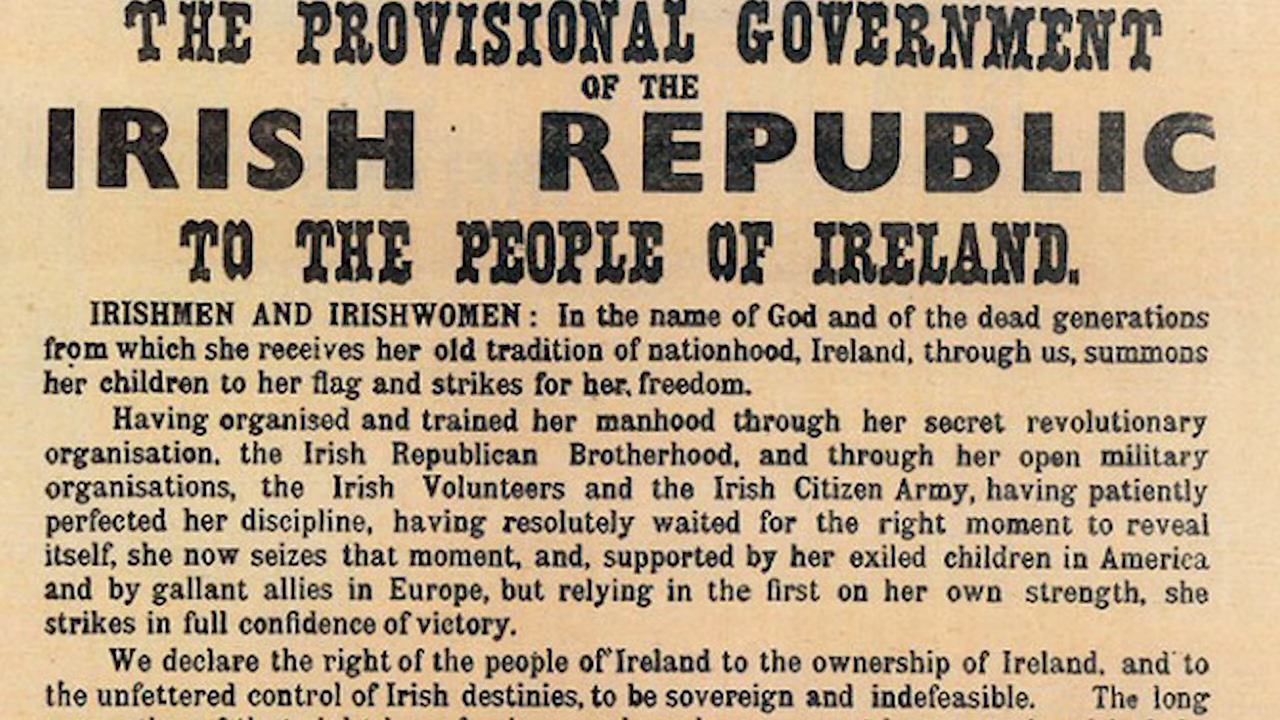 THE PROVISIONAL GOVERNMENT
OF THE
IRISH REPUBLIC
TO THE PEOPLE OF IRELAND.
IRISHMEN AND IRISHWOMEN: In the name of God and of the dead generations
from which she receives her old tradition of nationhood, Ireland, through us, summons
her children to her flag and strikes for her freedom.
Having organised and trained her manhood through her secret revolutionary
organisation, the Irish Republican Brotherhood, and through her open military
organisations, the Irish Volunteers and the Irish Citizen Army, having patiently
perfected her discipline, having resolutely waited for the right moment to reveal
itself, she now seizes that moment, and, supported by her exiled children in America
and by gallant allies in Europe, but relying in the first on her own strength, she
strikes in full confidence of victory.
We declare the right of the people of Ireland to the ownership of Ireland, and to
the unfettered control of Irish destinies, to be sovereign and indefeasible. The long